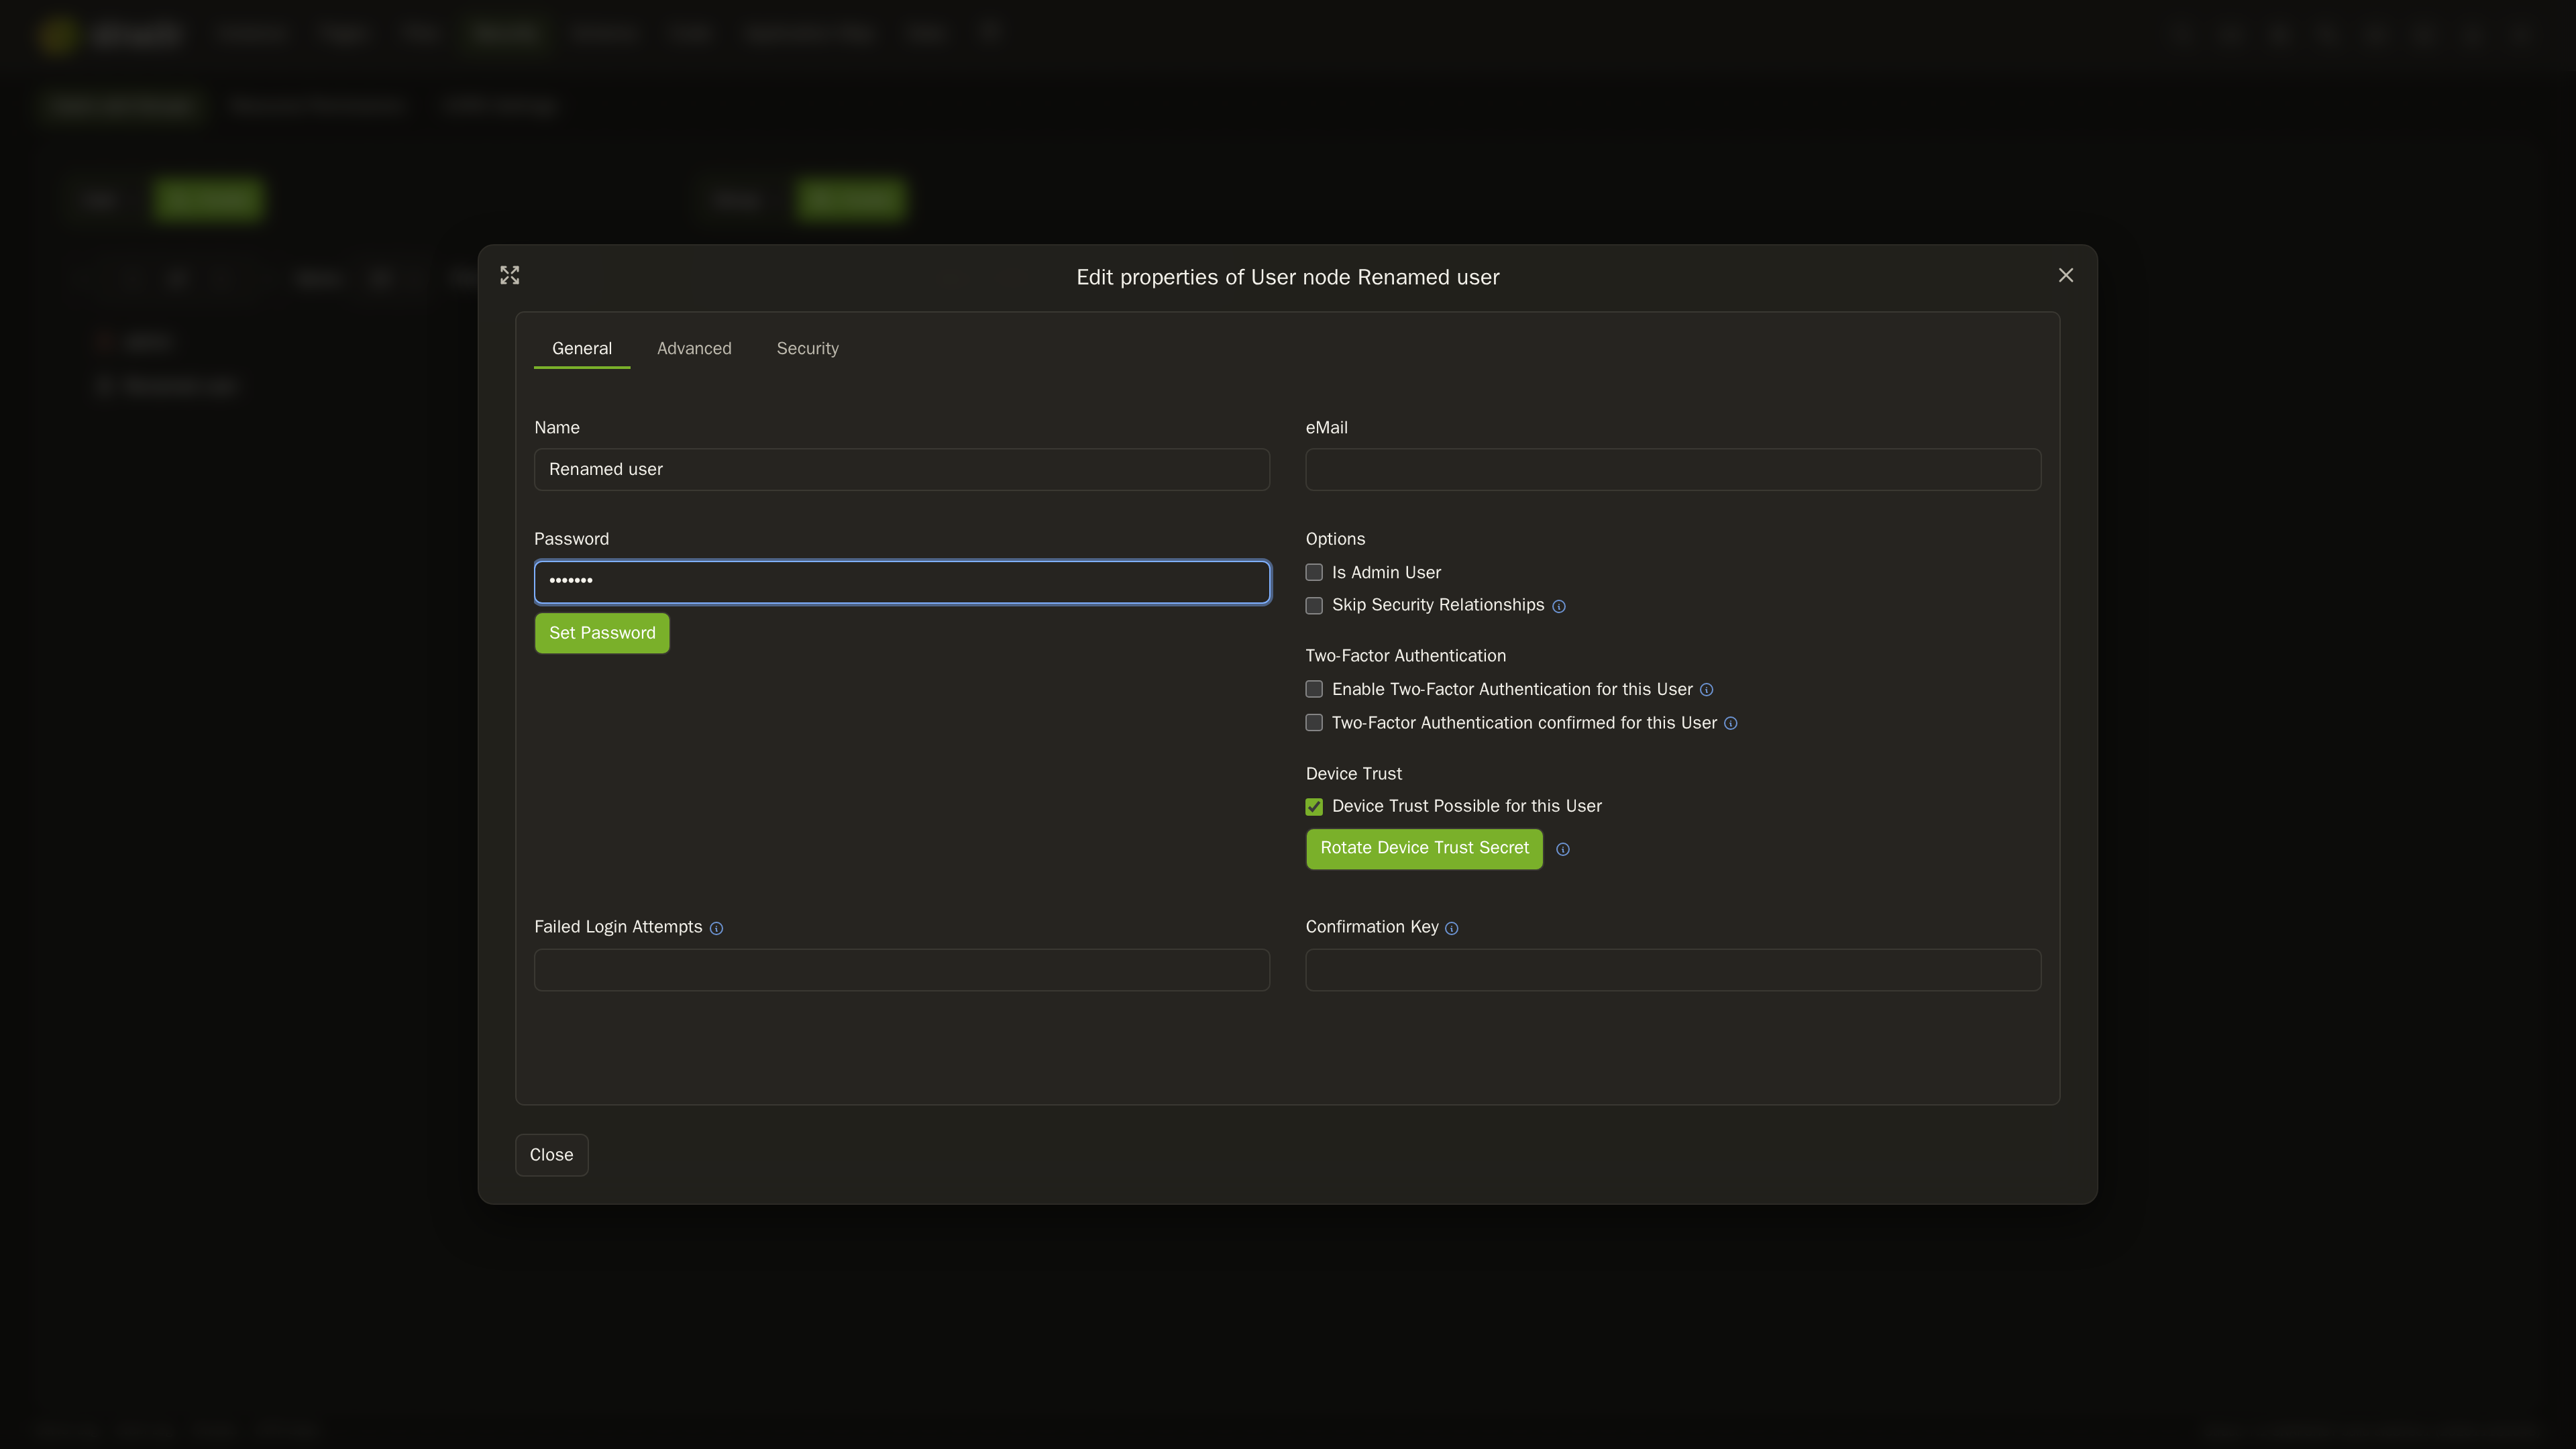 Edit properties of User node Renamed user
General Advanced Security
Name
Renamed user
eMail
Password
•••••••
Set Password
Options
Is Admin User
Skip Security Relationships
Two-Factor Authentication
Enable Two-Factor Authentication for this User
Two-Factor Authentication confirmed for this User
Device Trust
Device Trust Possible for this User
Rotate Device Trust Secret
Failed Login Attempts
Confirmation Key
Close